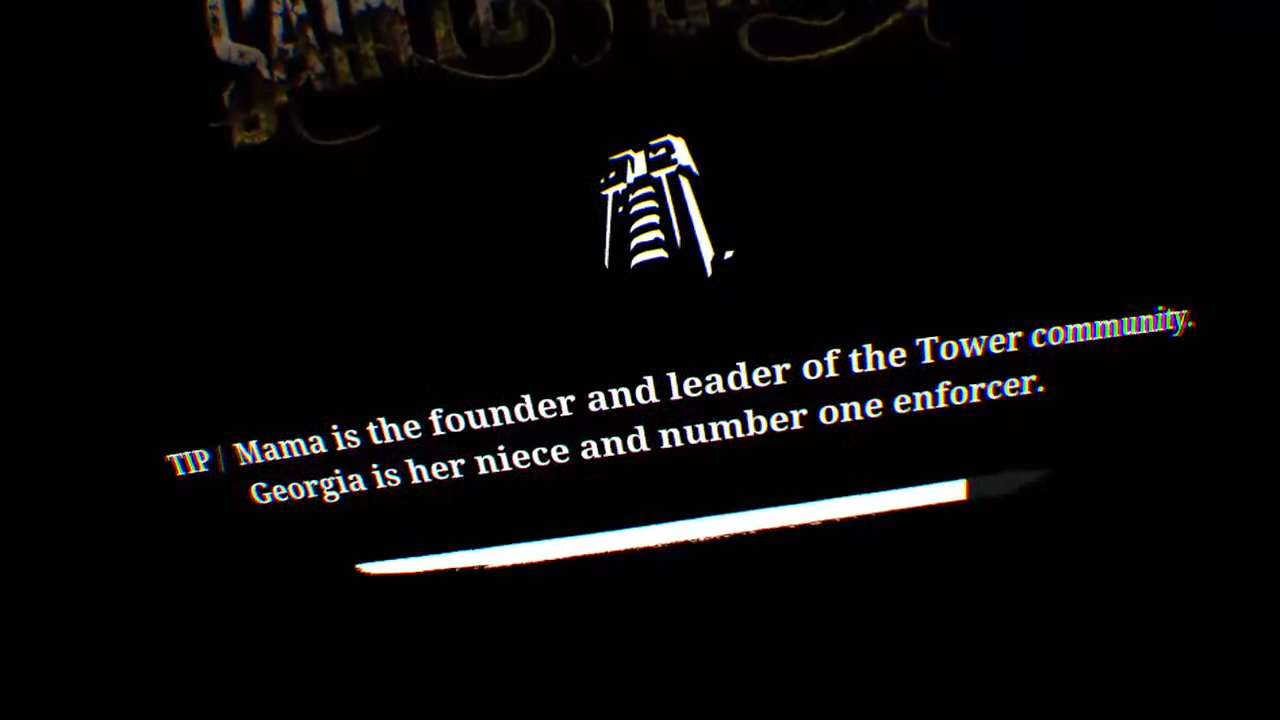 TIP | Mama is the founder and leader of the Tower community.
Georgia is her niece and number one enforcer.